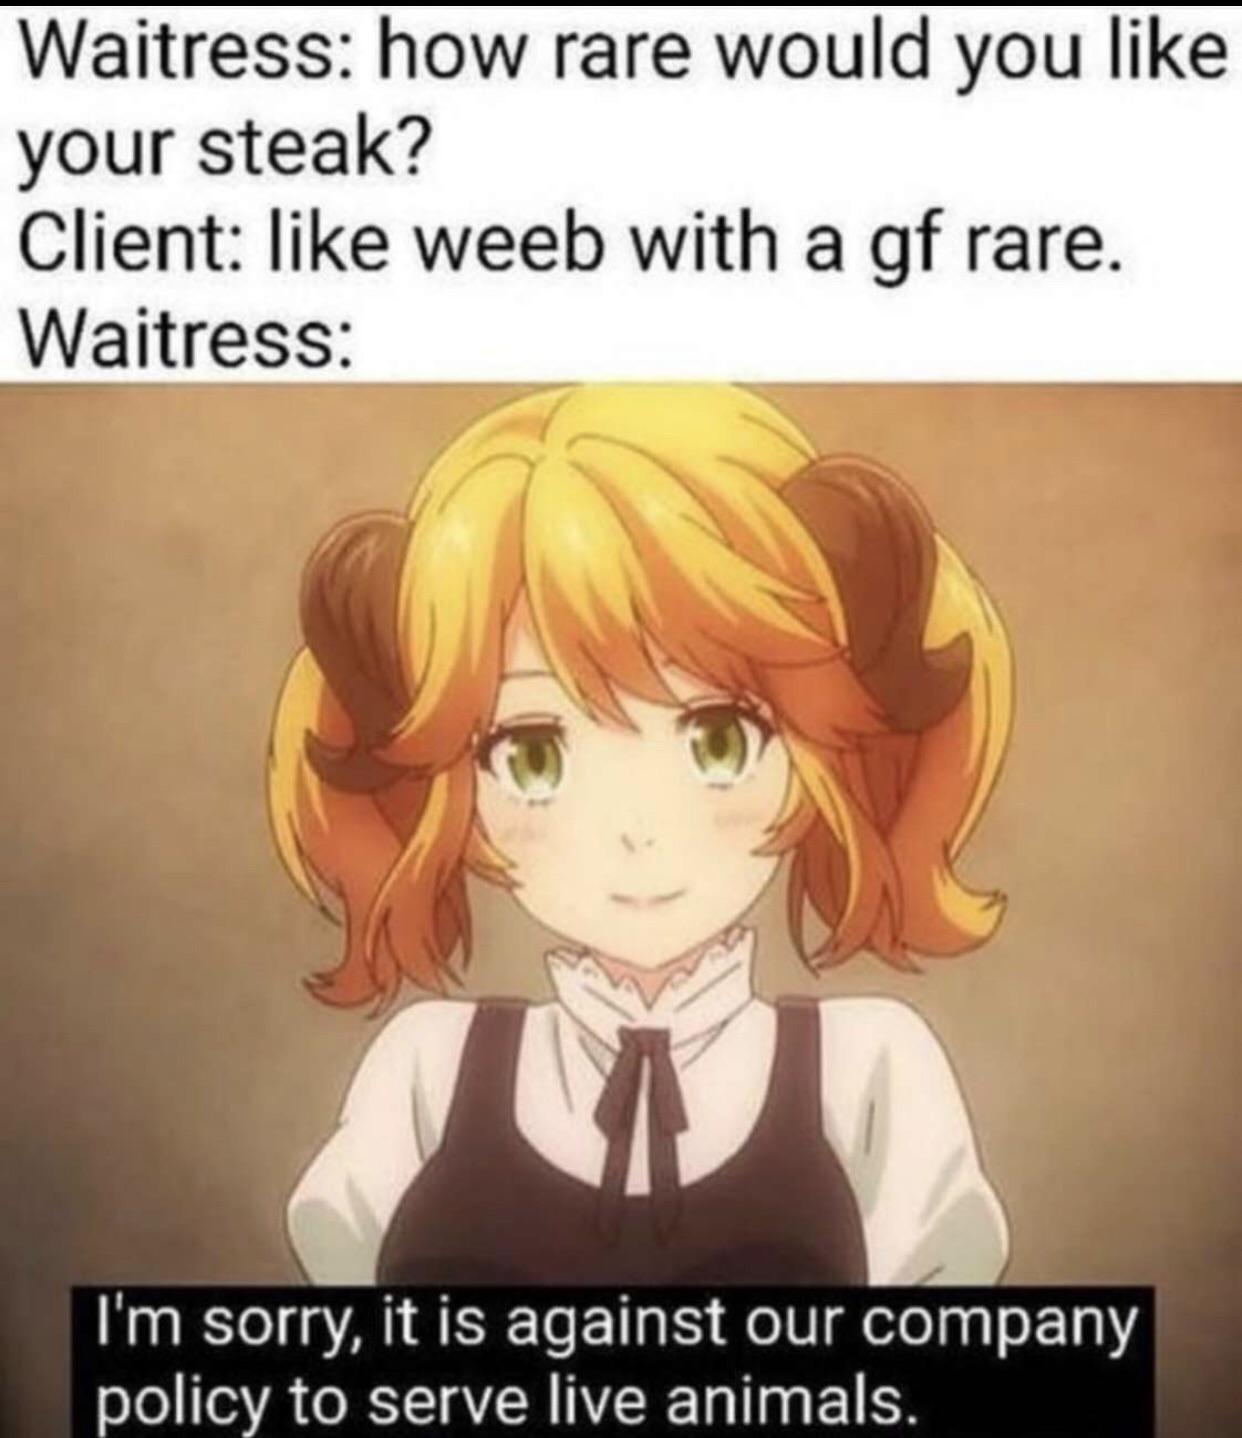 Waitress: how rare would you like
your steak?
Client: like weeb with a gf rare.
Waitress:
I'm sorry, it is against our company
policy to serve live animals.